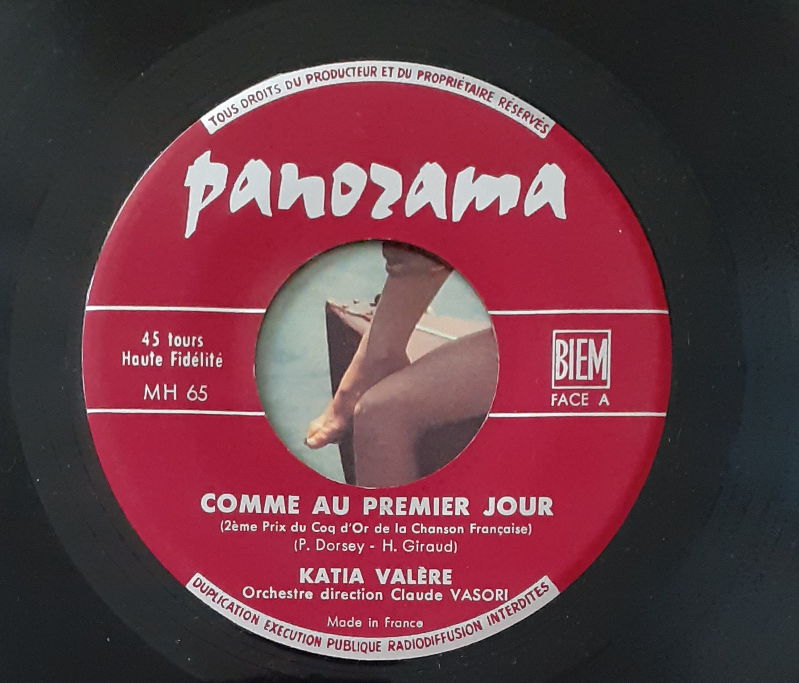 TOUS DROITS DU PRODUCTEUR ET DU PROPRIÉTAIRE RÉSERVÉS
panorama
45 tours
Haute Fidélité
MH 65
BIEM
FACE A
COMME AU PREMIER JOUR
(2ème Prix du Coq d'Or de la Chanson Française)
(P. Dorsey - H. Giraud)
KATIA VALÈRE
Orchestre direction Claude VASORI
Made in France
DUPLICATION EXECUTION PUBLIQUE RADIODIFFUSION INTERDITES